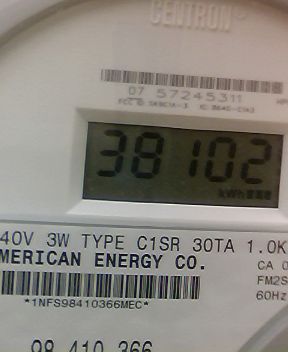 CENTRON
07 57245311
38102
kWh
40V 3W TYPE C1SR 30TA 1.0K
MERICAN ENERGY CO.
CA 0
FM2S
*1NFS98410366MEC*
60Hz
98 410 366